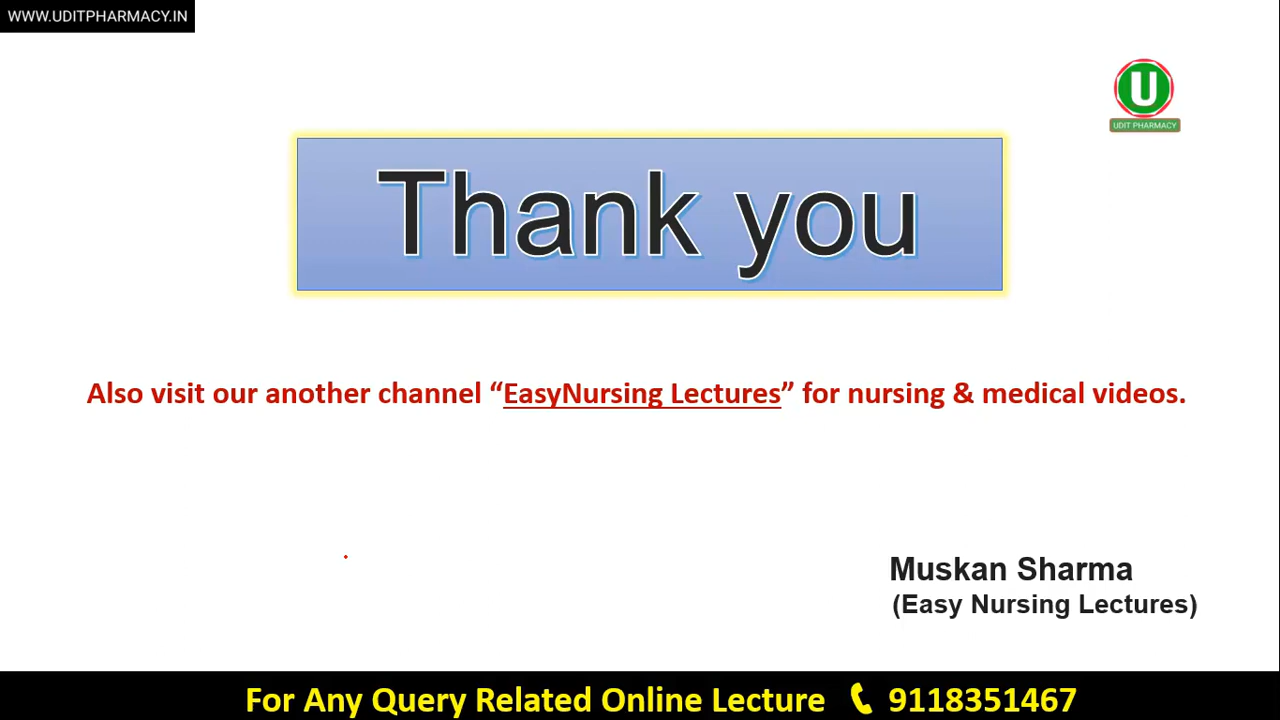 WWW.UDITPHARMACY.IN
U
UDIT PHARMACY
Thank you
Also visit our another channel “EasyNursing Lectures” for nursing & medical videos.
Muskan Sharma
(Easy Nursing Lectures)
For Any Query Related Online Lecture 9118351467